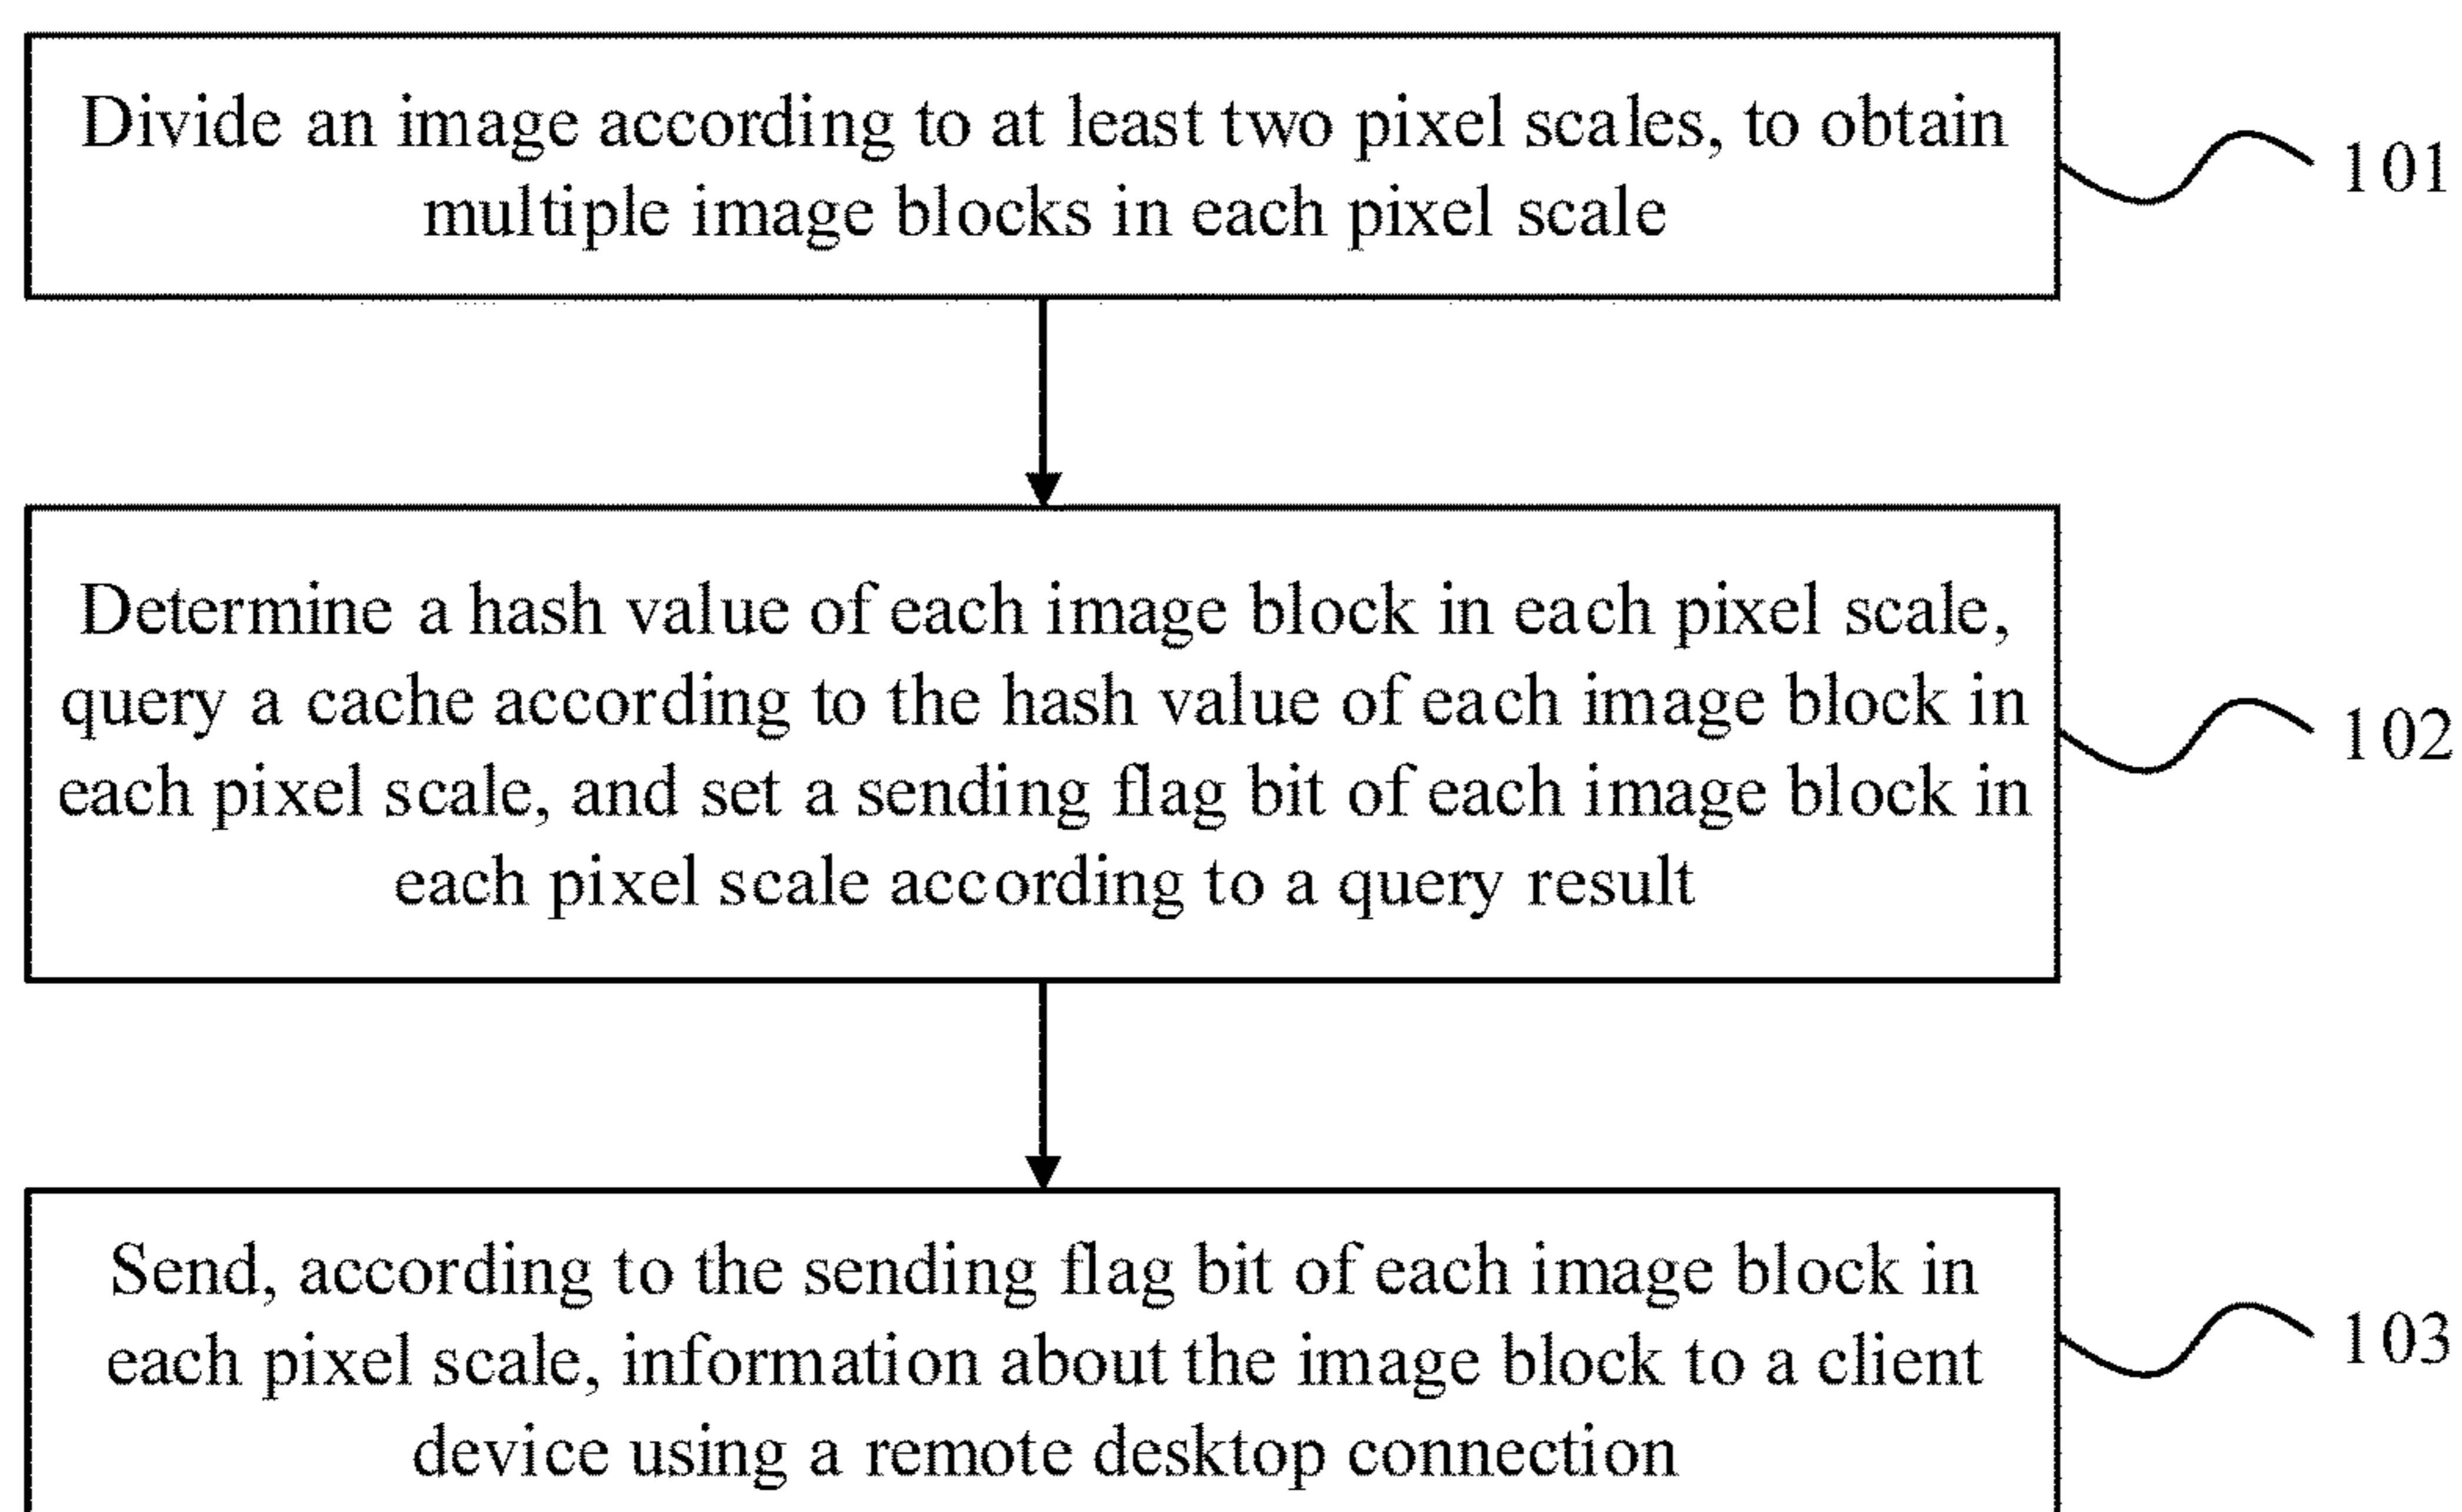 Divide an image according to at least two pixel scales, to obtain
multiple image blocks in each pixel scale
101
Determine a hash value of each image block in each pixel scale,
query a cache according to the hash value of each image block in
each pixel scale, and set a sending flag bit of each image block in
each pixel scale according to a query result
102
Send, according to the sending flag bit of each image block in
each pixel scale, information about the image block to a client
device using a remote desktop connection
103